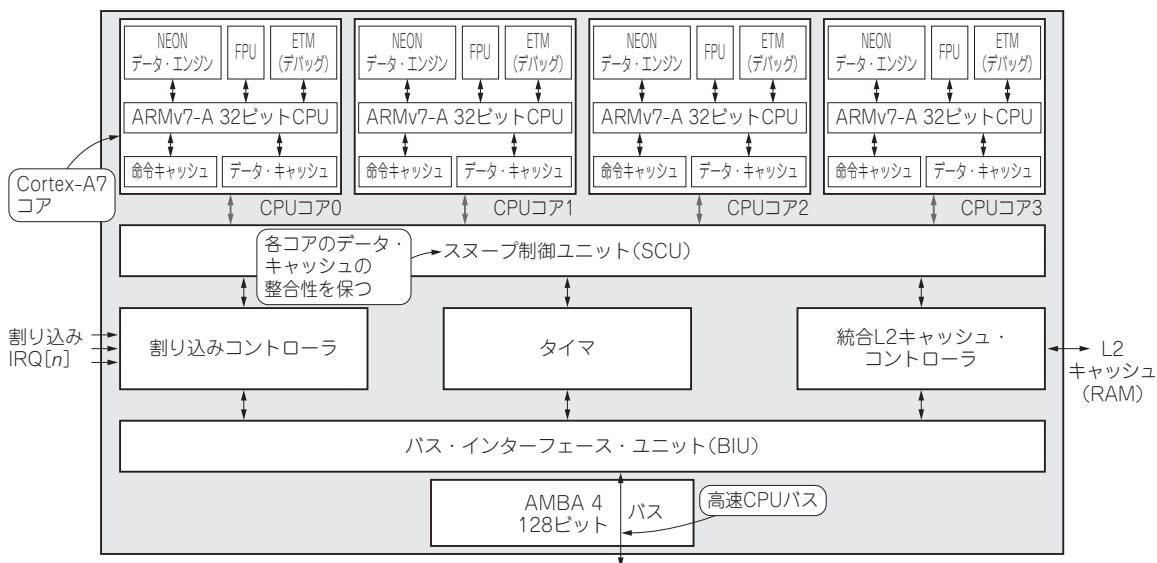 NEON
データ・エンジン
FPU
ETM
(デバッグ)
ARMv7-A 32ビットCPU
命令キャッシュ
データ・キャッシュ
CPUコア0
NEON
データ・エンジン
FPU
ETM
(デバッグ)
ARMv7-A 32ビットCPU
命令キャッシュ
データ・キャッシュ
CPUコア1
NEON
データ・エンジン
FPU
ETM
(デバッグ)
ARMv7-A 32ビットCPU
命令キャッシュ
データ・キャッシュ
CPUコア2
NEON
データ・エンジン
FPU
ETM
(デバッグ)
ARMv7-A 32ビットCPU
命令キャッシュ
データ・キャッシュ
CPUコア3
Cortex-A7
コア
各コアのデータ・
キャッシュの
整合性を保つ
スヌープ制御ユニット(SCU)
割り込み
IRQ[n]
割り込みコントローラ
タイマ
統合L2キャッシュ・
コントローラ
L2
キャッシュ
(RAM)
バス・インターフェース・ユニット(BIU)
AMBA 4
128ビット
バス
高速CPUバス